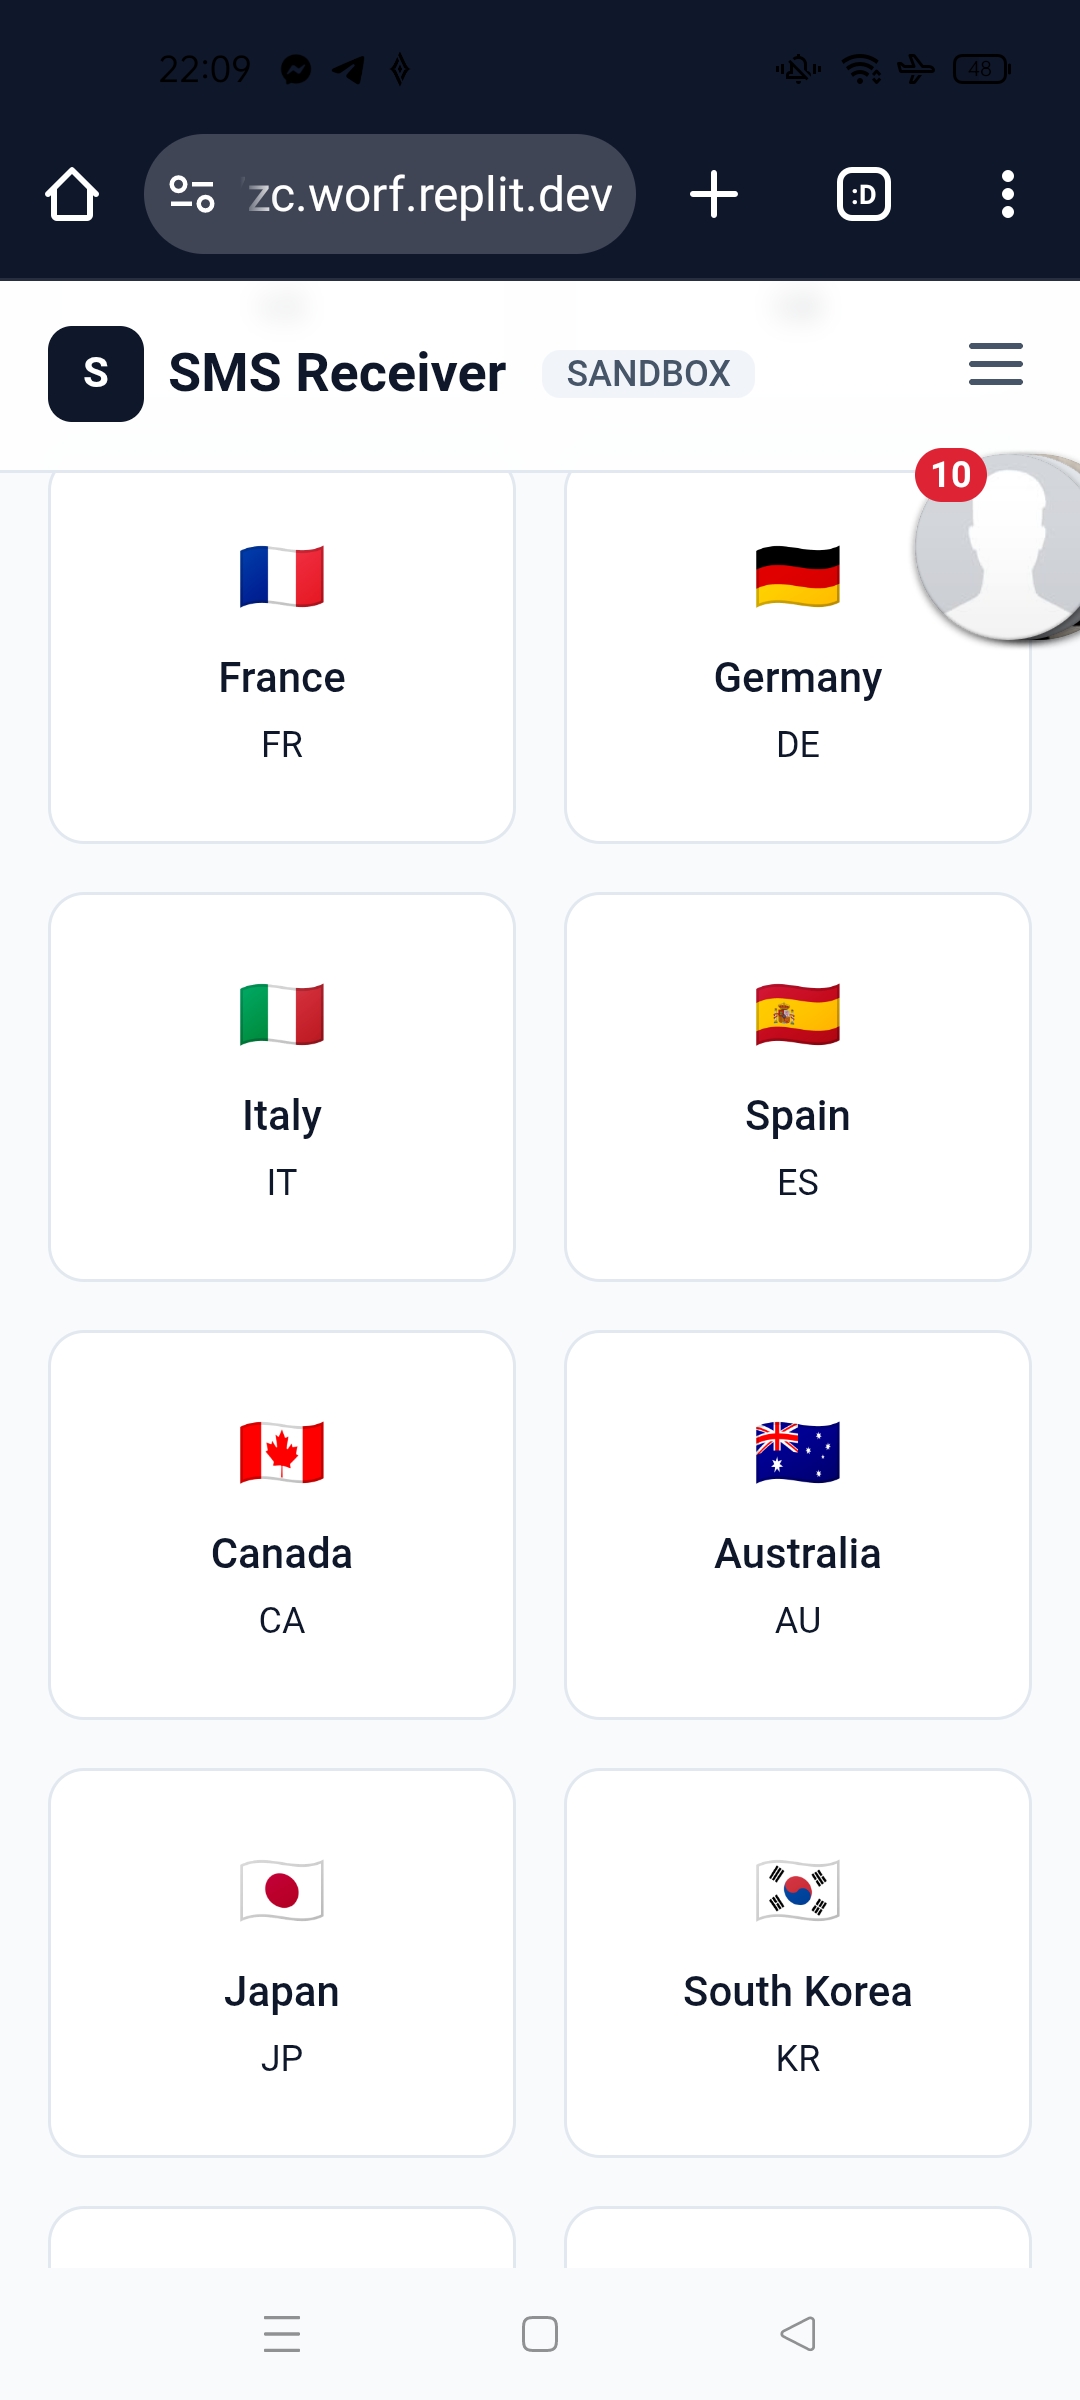 22:09
48
zc.worf.replit.dev
:D
S
SMS Receiver
SANDBOX
10
France
FR
Germany
DE
Italy
IT
Spain
ES
Canada
CA
Australia
AU
Japan
JP
South Korea
KR